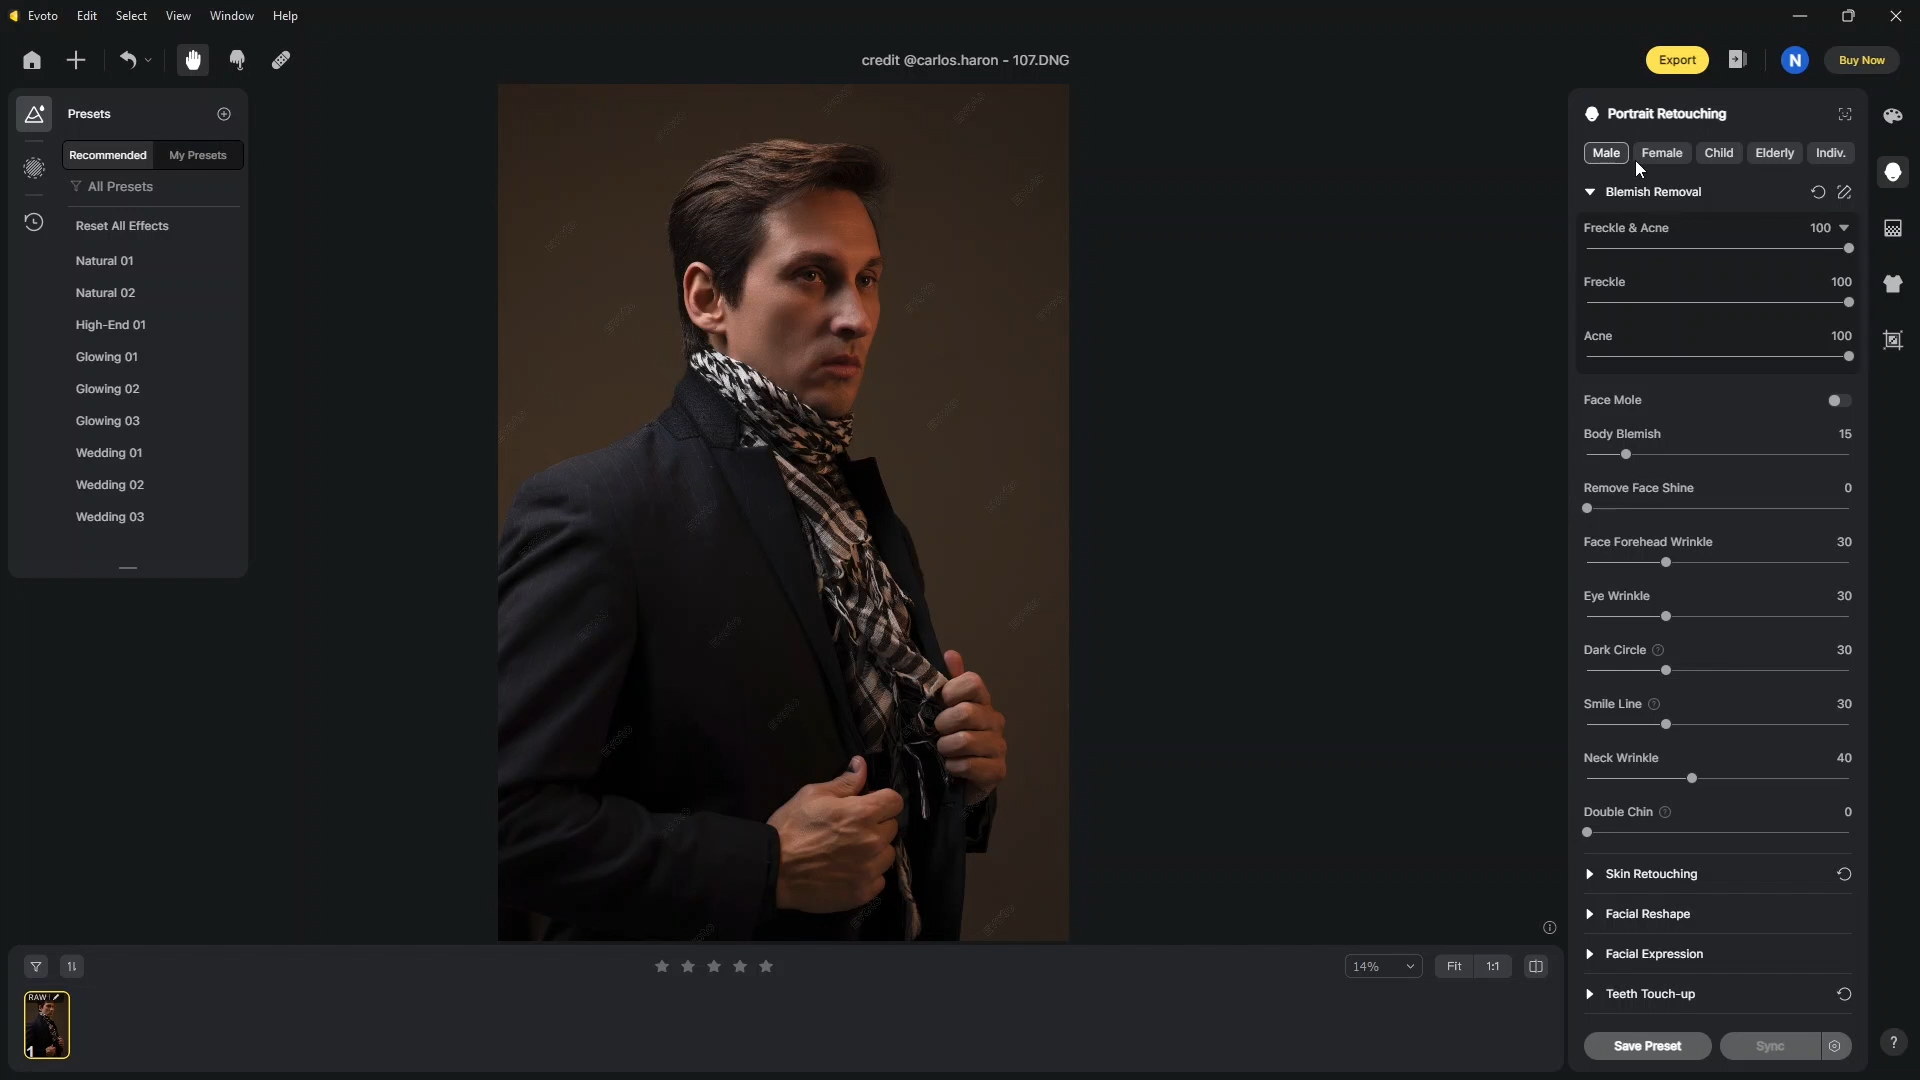 Evoto Edit Select View Window Help
credit @carlos.haron - 107.DNG
Export
N
Buy Now
Presets
Recommended My Presets
All Presets
Reset All Effects
Natural 01
Natural 02
High-End 01
Glowing 01
Glowing 02
Glowing 03
Wedding 01
Wedding 02
Wedding 03
Portrait Retouching
Male Female Child Elderly Indiv.
Blemish Removal
Freckle & Acne 100
Freckle 100
Acne 100
Face Mole
Body Blemish 15
Remove Face Shine 0
Face Forehead Wrinkle 30
Eye Wrinkle 30
Dark Circle ? 30
Smile Line ? 30
Neck Wrinkle 40
Double Chin ? 0
Skin Retouching
Facial Reshape
Facial Expression
Teeth Touch-up
Save Preset Sync
?
14% Fit 1:1
RAW
1